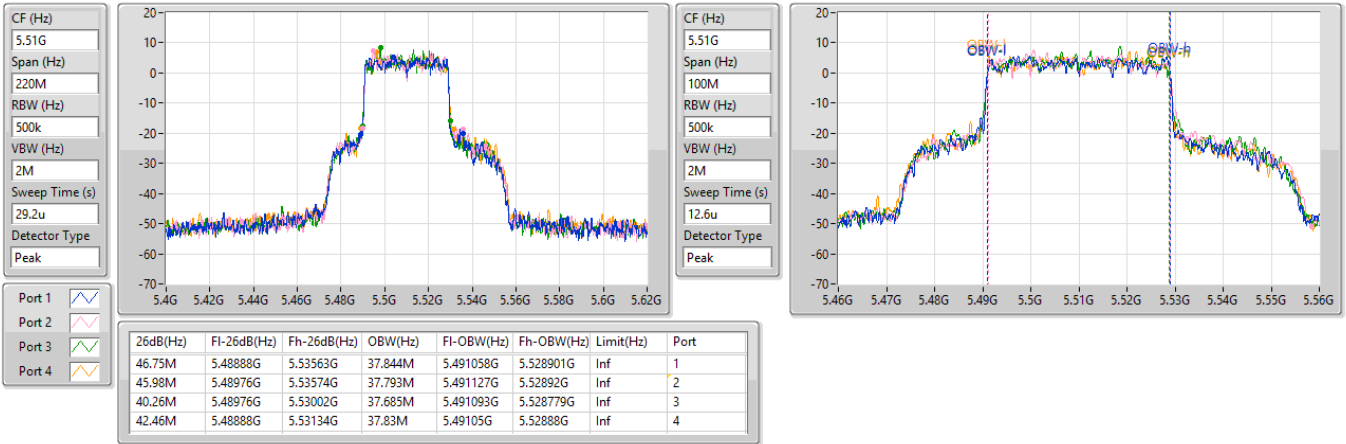 CF (Hz)
5.51G
Span (Hz)
220M
RBW (Hz)
500k
VBW (Hz)
2M
Sweep Time (s)
29.2u
Detector Type
Peak
Port 1
Port 2
Port 3
Port 4
20-
10-
0-
-10-
-20-
-30-
-40-
-50-
-60-
-70-
5.4G 5.42G 5.44G 5.46G 5.48G 5.5G 5.52G 5.54G 5.56G 5.58G 5.6G 5.62G
CF (Hz)
5.51G
Span (Hz)
100M
RBW (Hz)
500k
VBW (Hz)
2M
Sweep Time (s)
12.6u
Detector Type
Peak
20-
10-
0-
-10-
-20-
-30-
-40-
-50-
-60-
-70-
OBW-l OBW-h
5.46G 5.47G 5.48G 5.49G 5.5G 5.51G 5.52G 5.53G 5.54G 5.55G 5.56G
26dB(Hz) Fl-26dB(Hz) Fh-26dB(Hz) OBW(Hz) Fl-OBW(Hz) Fh-OBW(Hz) Limit(Hz) Port
46.75M 5.48888G 5.53563G 37.844M 5.491058G 5.528901G Inf 1
45.98M 5.48976G 5.53574G 37.793M 5.491127G 5.52892G Inf 2
40.26M 5.48976G 5.53002G 37.685M 5.491093G 5.528779G Inf 3
42.46M 5.48888G 5.53134G 37.83M 5.49105G 5.52888G Inf 4